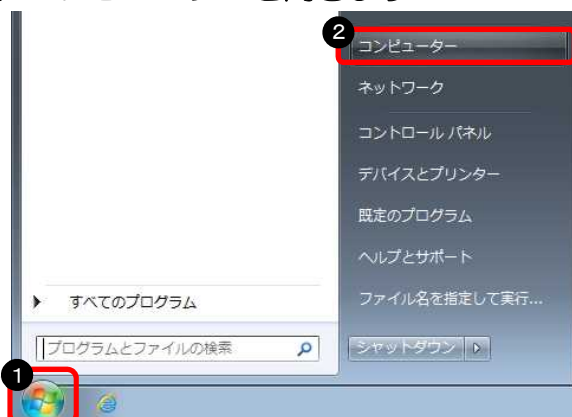 2
コンピューター
ネットワーク
コントロール パネル
デバイスとプリンター
既定のプログラム
ヘルプとサポート
すべてのプログラム
ファイル名を指定して実行...
プログラムとファイルの検索
シャットダウン
1